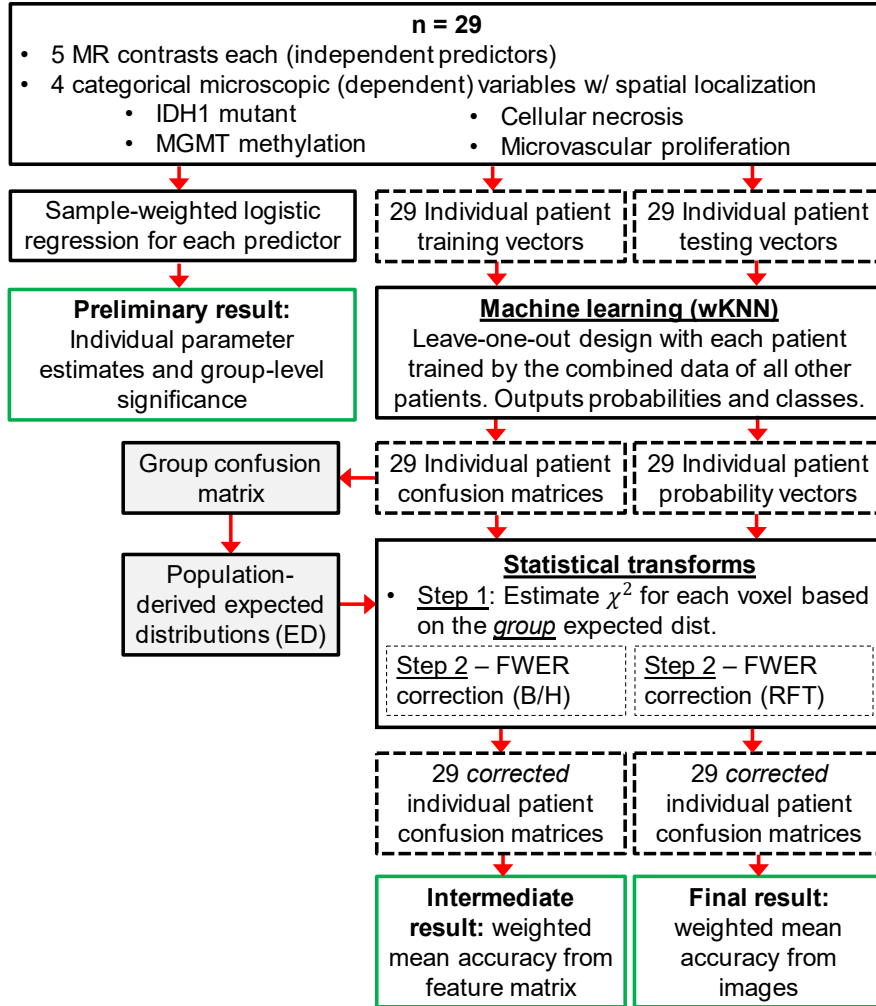 n = 29
• 5 MR contrasts each (independent predictors)
• 4 categorical microscopic (dependent) variables w/ spatial localization
• IDH1 mutant
• MGMT methylation
• Cellular necrosis
• Microvascular proliferation
Sample-weighted logistic
regression for each predictor
29 Individual patient
training vectors
29 Individual patient
testing vectors
Preliminary result:
Individual parameter
estimates and group-level
significance
Machine learning (wKNN)
Leave-one-out design with each patient
trained by the combined data of all other
patients. Outputs probabilities and classes.
Group confusion
matrix
29 Individual patient
confusion matrices
29 Individual patient
probability vectors
Population-
derived expected
distributions (ED)
Statistical transforms
• Step 1: Estimate χ² for each voxel based
on the group expected dist.
Step 2 – FWER
correction (B/H)
Step 2 – FWER
correction (RFT)
29 corrected
individual patient
confusion matrices
29 corrected
individual patient
confusion matrices
Intermediate
result: weighted
mean accuracy from
feature matrix
Final result:
weighted mean
accuracy from
images